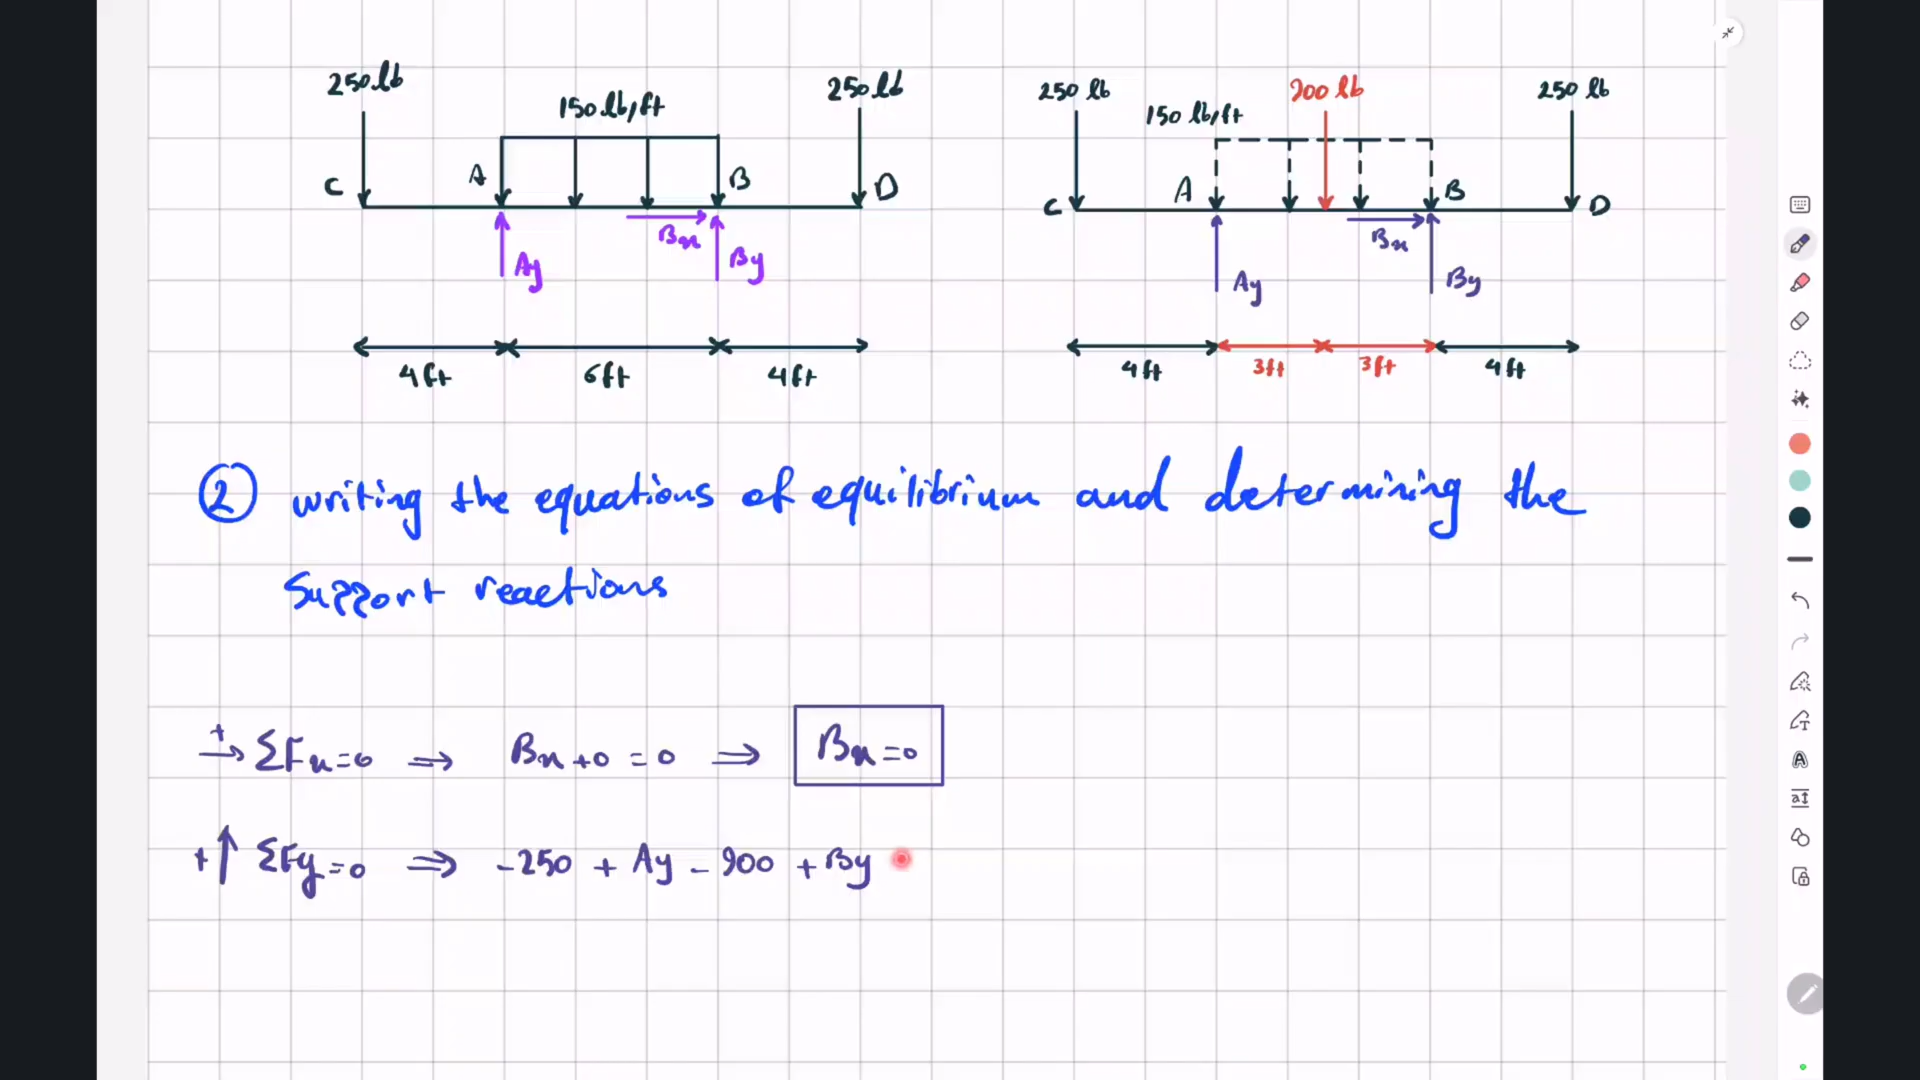 250 lb
150 lb/ft
250 lb
C
A
B
D
Bx
Ay
By
4ft
6ft
4ft
250 lb
150 lb/ft
900 lb
250 lb
C
A
B
D
Bx
Ay
By
4ft
3ft
3ft
4ft
② writing the equations of equilibrium and determining the
support reactions
+→ ΣFx=0 ⇒ Bx+0=0 ⇒ Bx=0
+↑ ΣFy=0 ⇒ -250 + Ay - 900 + By